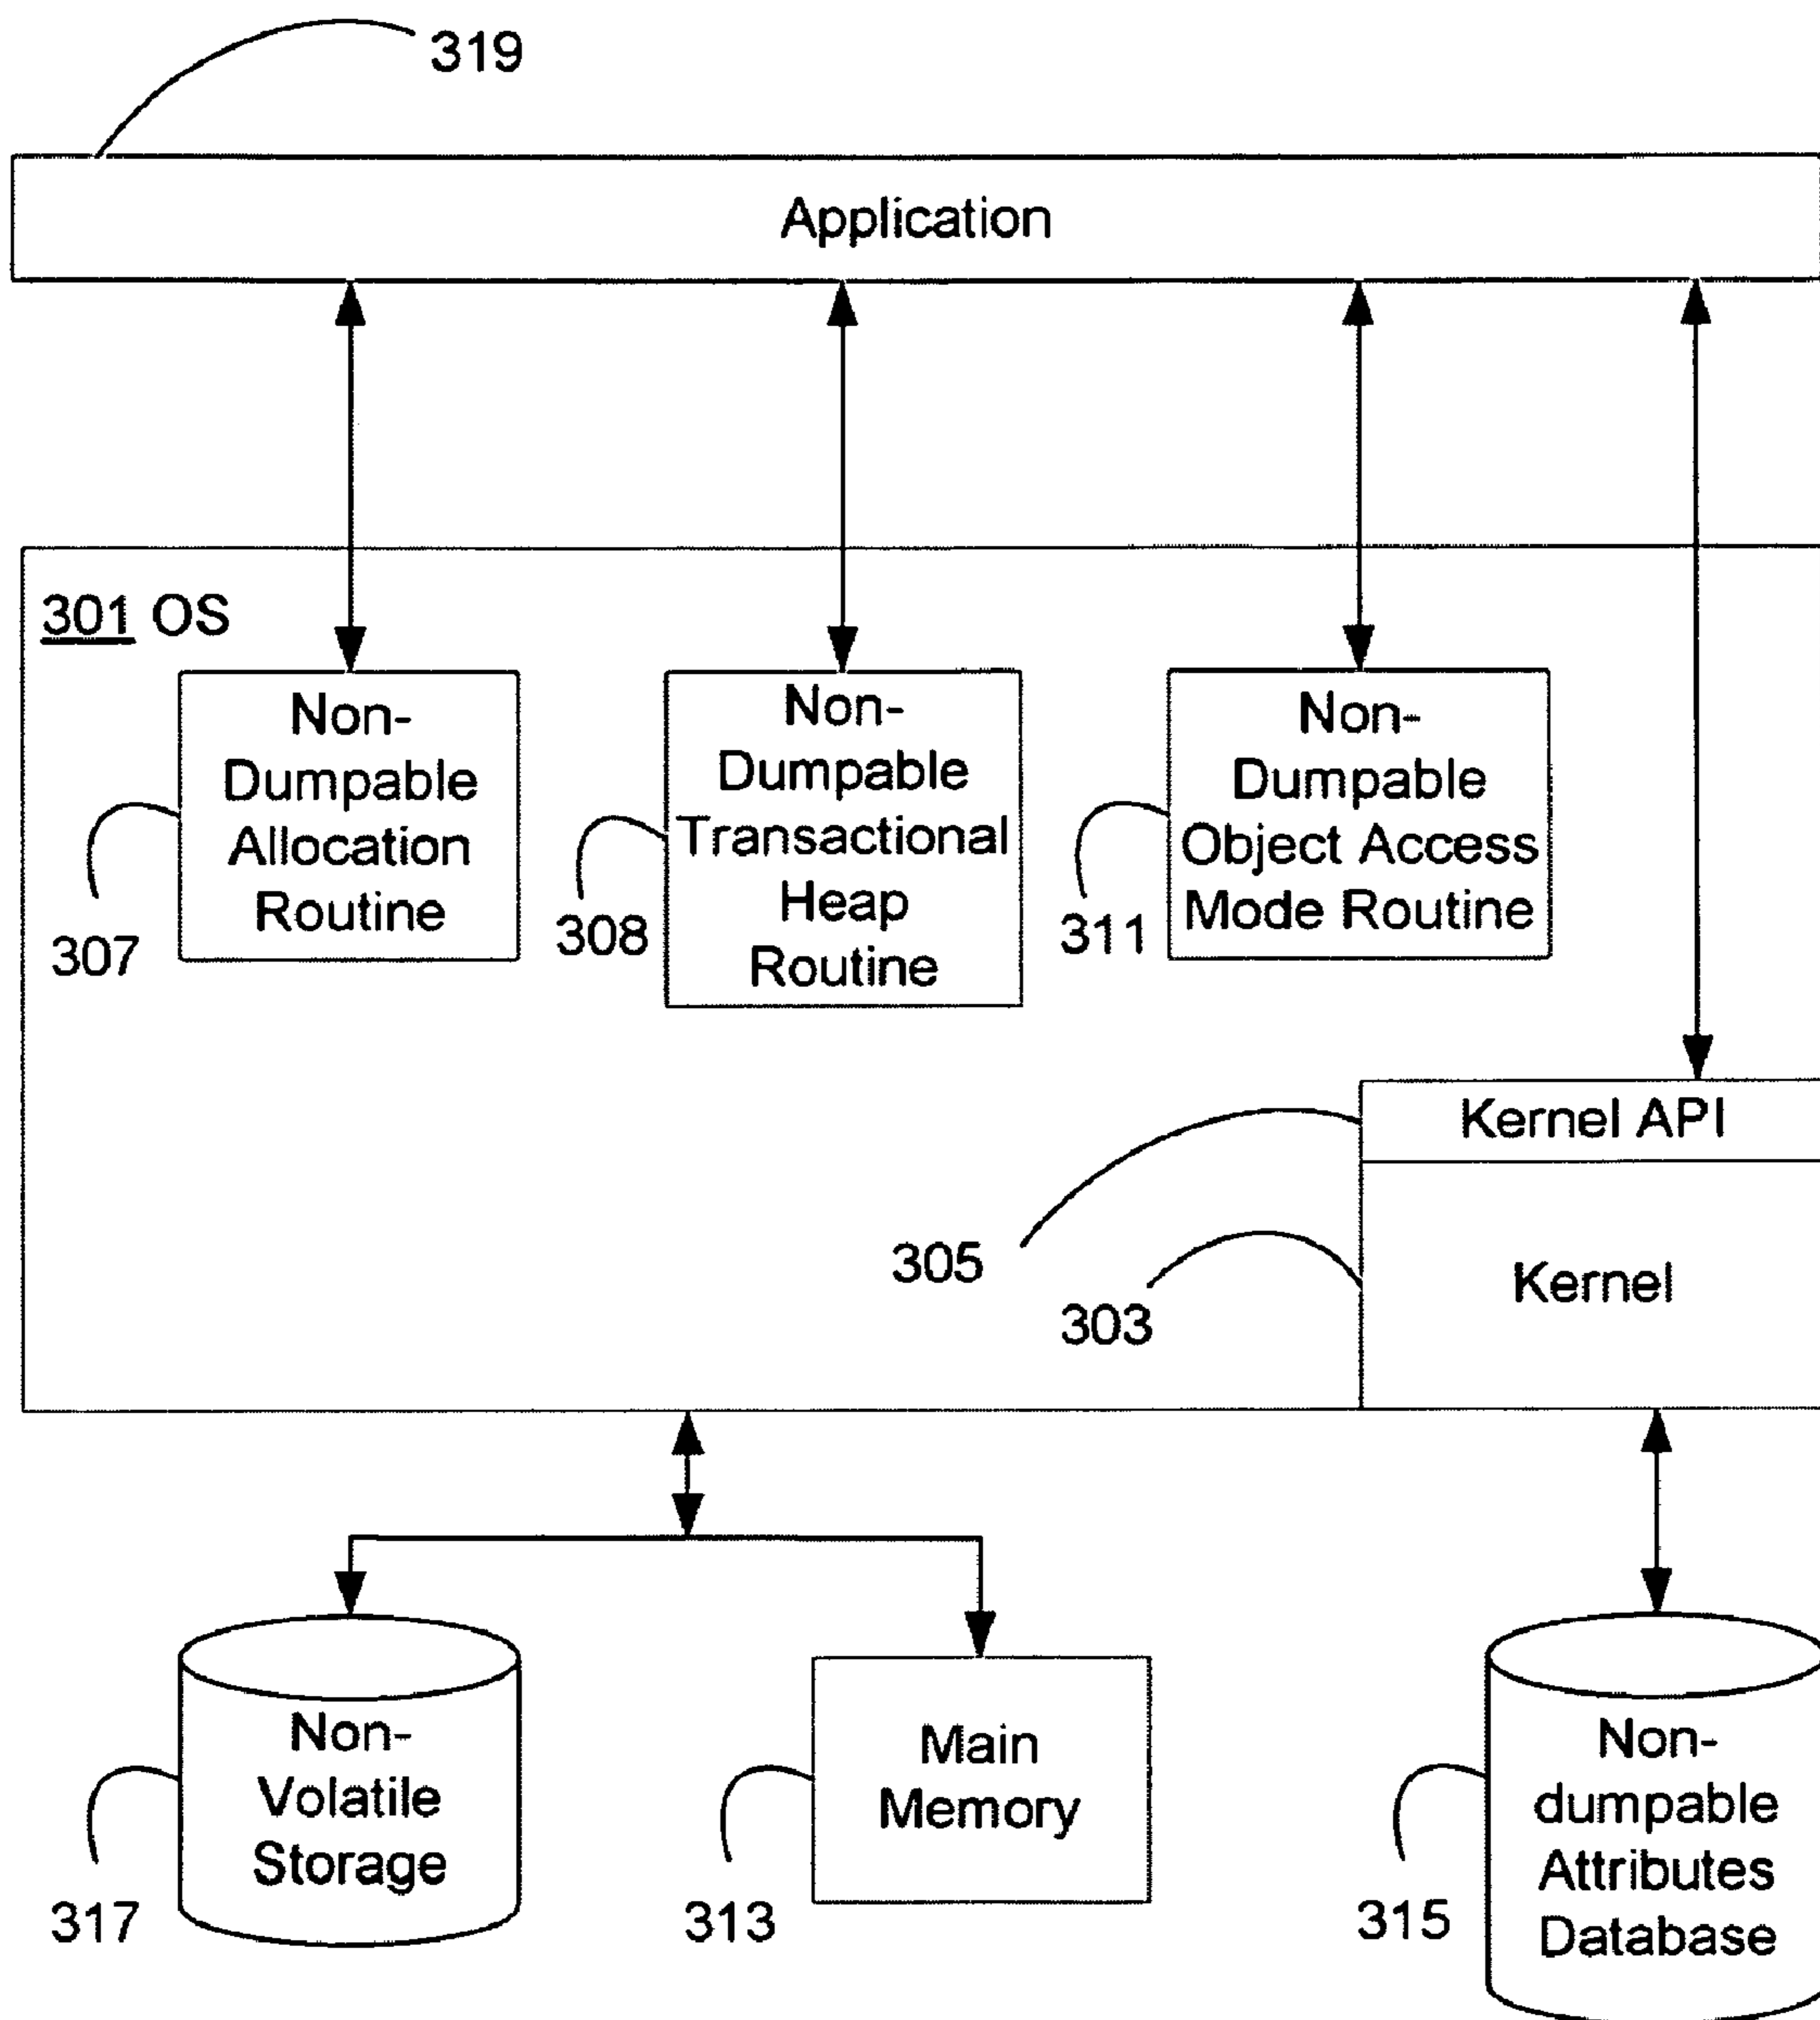 319
Application
301 OS
Non-
Dumpable
Allocation
Routine
307
Non-
Dumpable
Transactional
Heap
Routine
308
Non-
Dumpable
Object Access
Mode Routine
311
Kernel API
305
Kernel
303
Non-
Volatile
Storage
317
Main
Memory
313
Non-
dumpable
Attributes
Database
315